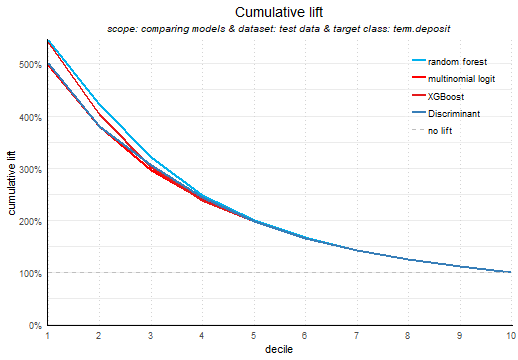 Cumulative lift
scope: comparing models & dataset: test data & target class: term.deposit
random forest
multinomial logit
XGBoost
Discriminant
no lift
cumulative lift
500%
400%
300%
200%
100%
0%
1 2 3 4 5 6 7 8 9 10
decile